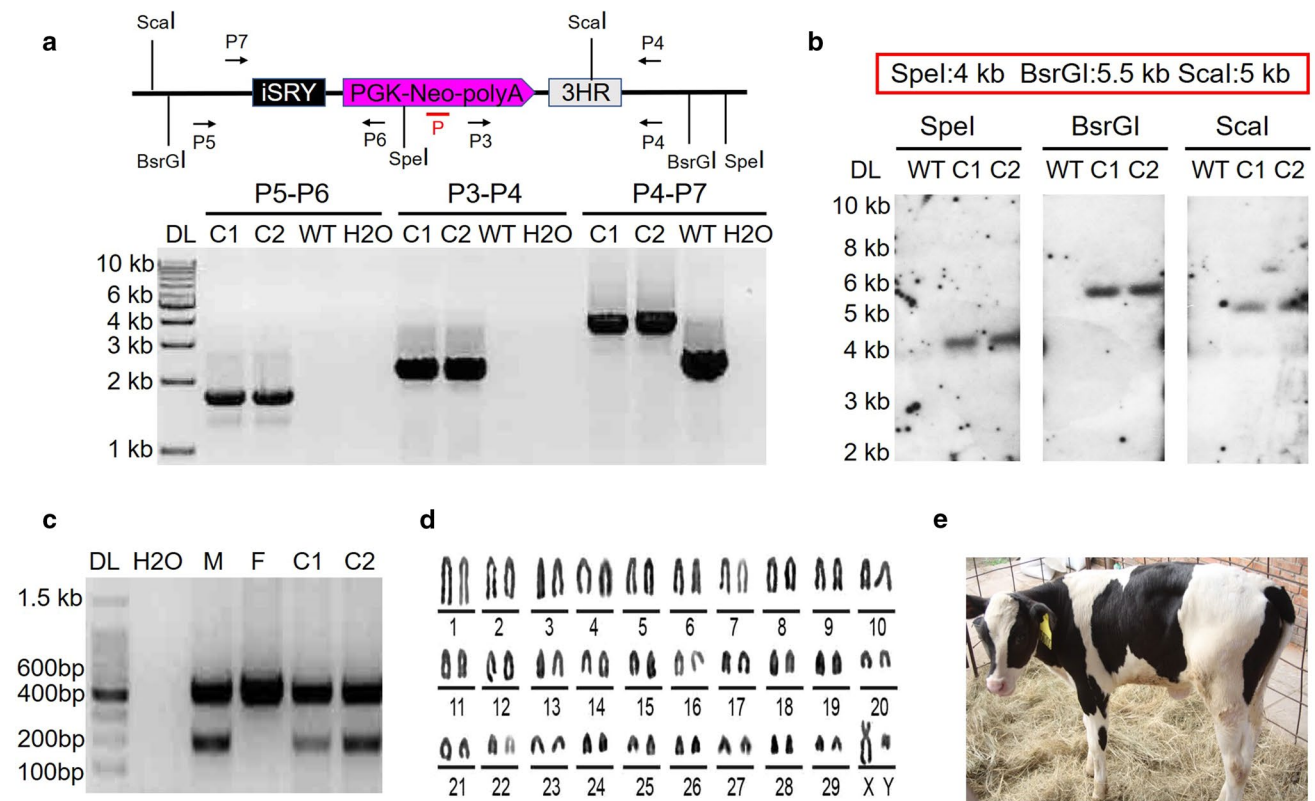 a
ScaI
ScaI
P7
P4
iSRY
PGK-Neo-polyA
3HR
P5
P6
P
P3
P4
BsrGI
SpeI
BsrGI
SpeI
P5-P6
P3-P4
P4-P7
DL
C1
C2
WT
H2O
C1
C2
WT
H2O
C1
C2
WT
H2O
10 kb
6 kb
4 kb
3 kb
2 kb
1 kb
b
SpeI:4 kb BsrGI:5.5 kb ScaI:5 kb
SpeI
BsrGI
ScaI
DL
WT C1 C2
WT C1 C2
WT C1 C2
10 kb
8 kb
6 kb
5 kb
4 kb
3 kb
2 kb
c
DL H2O M F C1 C2
1.5 kb
600bp
400bp
200bp
100bp
d
1 2 3 4 5 6 7 8 9 10
11 12 13 14 15 16 17 18 19 20
21 22 23 24 25 26 27 28 29 X Y
e